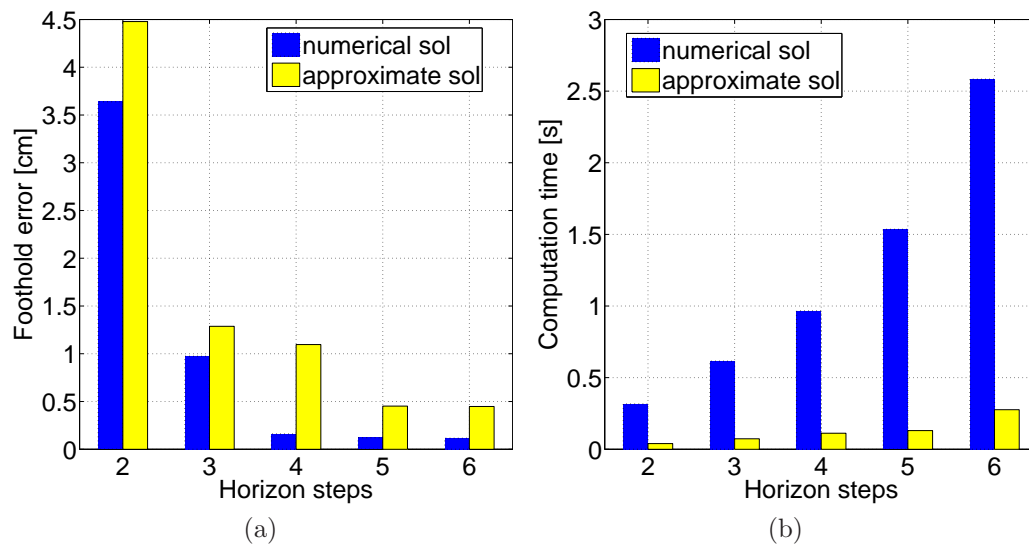 4.5
4
3.5
3
2.5
2
1.5
1
0.5
0
Foothold error [cm]
numerical sol
approximate sol
2 3 4 5 6
Horizon steps
(a)
3
2.5
2
1.5
1
0.5
0
Computation time [s]
numerical sol
approximate sol
2 3 4 5 6
Horizon steps
(b)